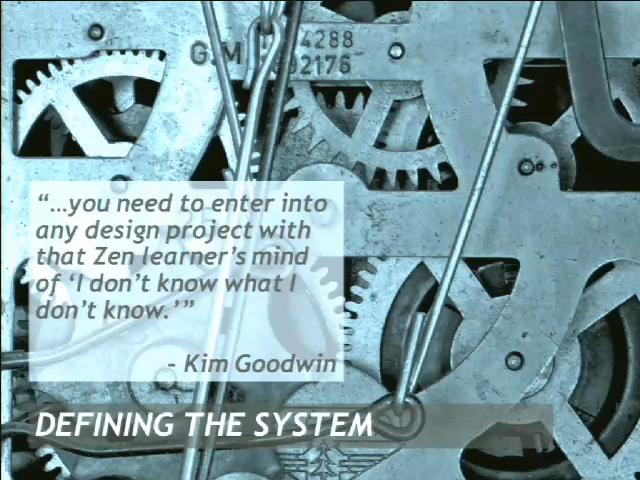 G.M 4288
2176
“…you need to enter into
any design project with
that Zen learner’s mind
of ‘I don’t know what I
don’t know.’”
– Kim Goodwin
DEFINING THE SYSTEM